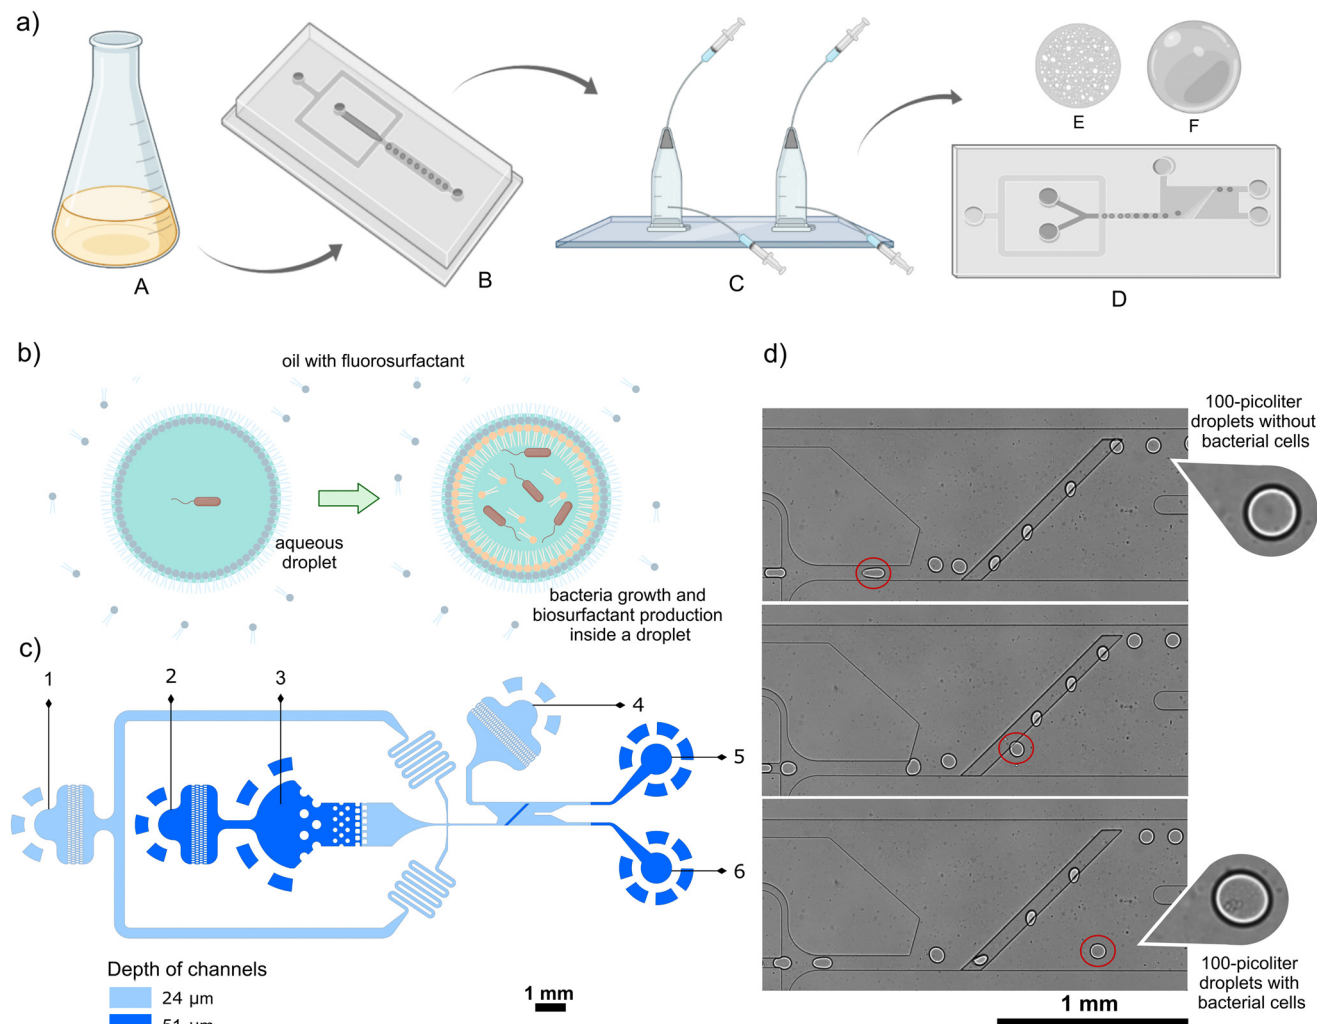 a)
A
B
C
D
E
F
b)
oil with fluorosurfactant
aqueous
droplet
bacteria growth and
biosurfactant production
inside a droplet
c)
1
2
3
4
5
6
Depth of channels
24 µm
51 µm
1 mm
d)
100-picoliter
droplets without
bacterial cells
100-picoliter
droplets with
bacterial cells
1 mm